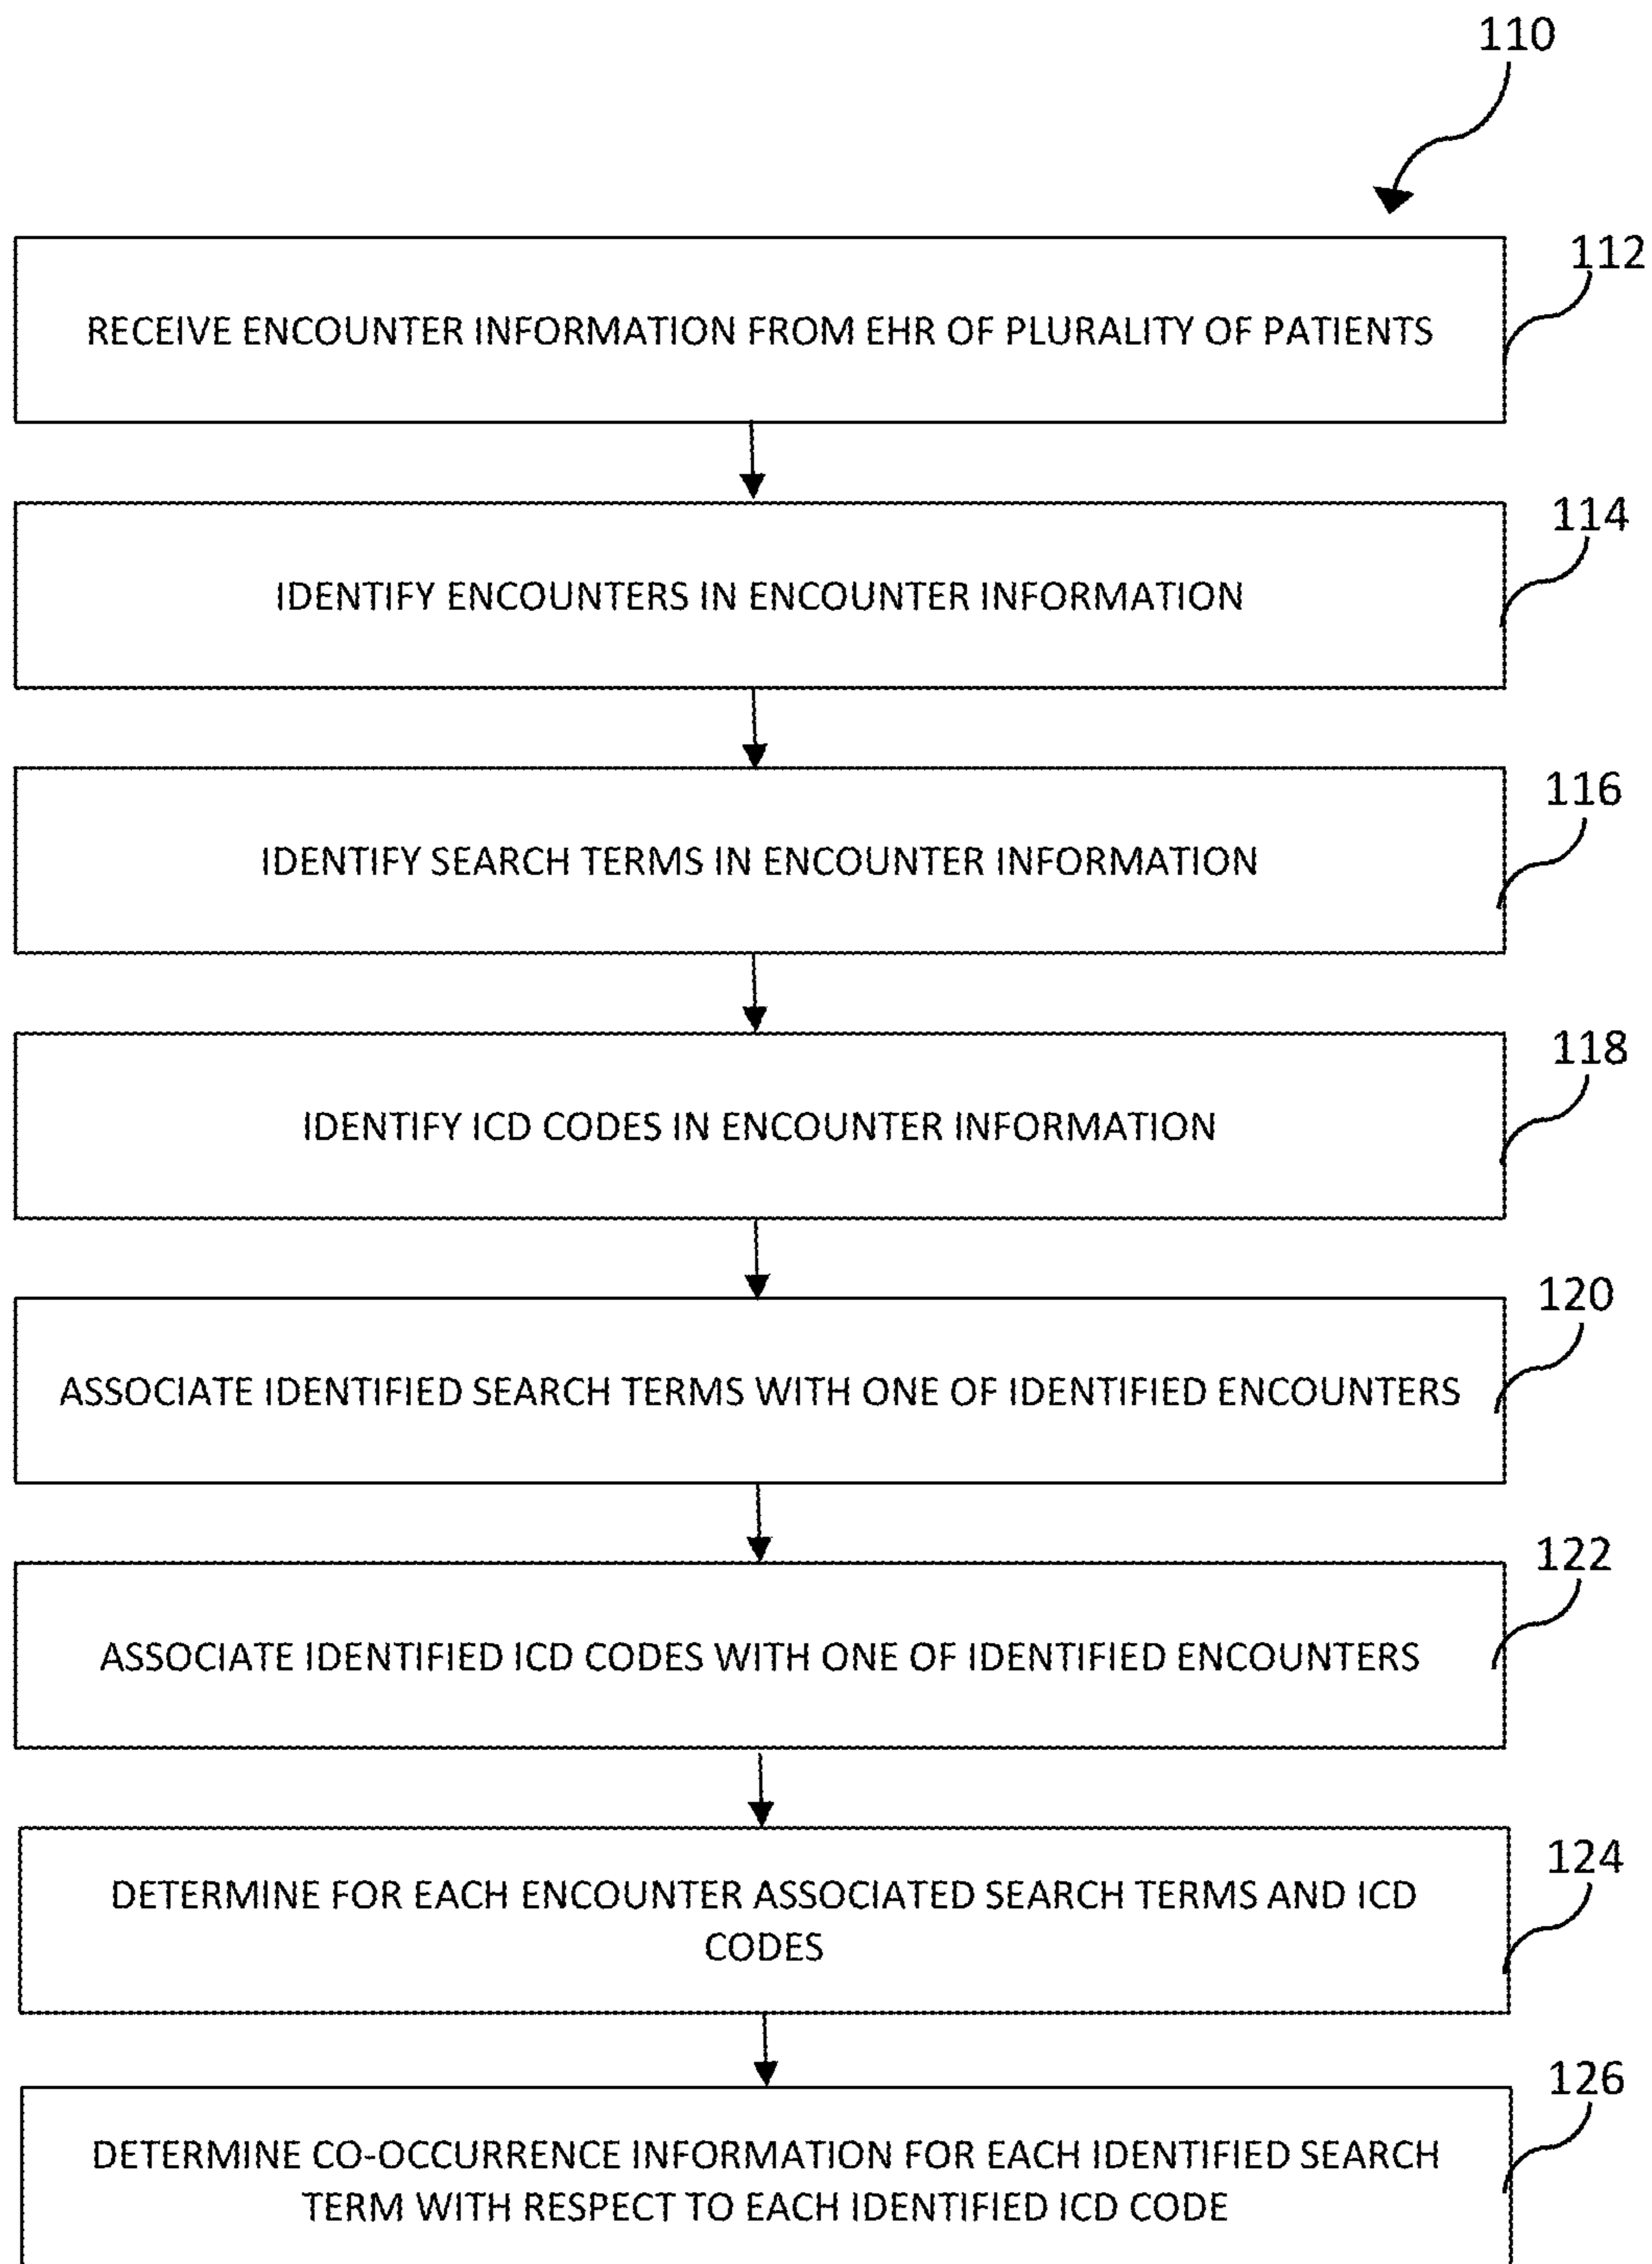 110
112
RECEIVE ENCOUNTER INFORMATION FROM EHR OF PLURALITY OF PATIENTS
114
IDENTIFY ENCOUNTERS IN ENCOUNTER INFORMATION
116
IDENTIFY SEARCH TERMS IN ENCOUNTER INFORMATION
118
IDENTIFY ICD CODES IN ENCOUNTER INFORMATION
120
ASSOCIATE IDENTIFIED SEARCH TERMS WITH ONE OF IDENTIFIED ENCOUNTERS
122
ASSOCIATE IDENTIFIED ICD CODES WITH ONE OF IDENTIFIED ENCOUNTERS
124
DETERMINE FOR EACH ENCOUNTER ASSOCIATED SEARCH TERMS AND ICD
CODES
126
DETERMINE CO-OCCURRENCE INFORMATION FOR EACH IDENTIFIED SEARCH
TERM WITH RESPECT TO EACH IDENTIFIED ICD CODE